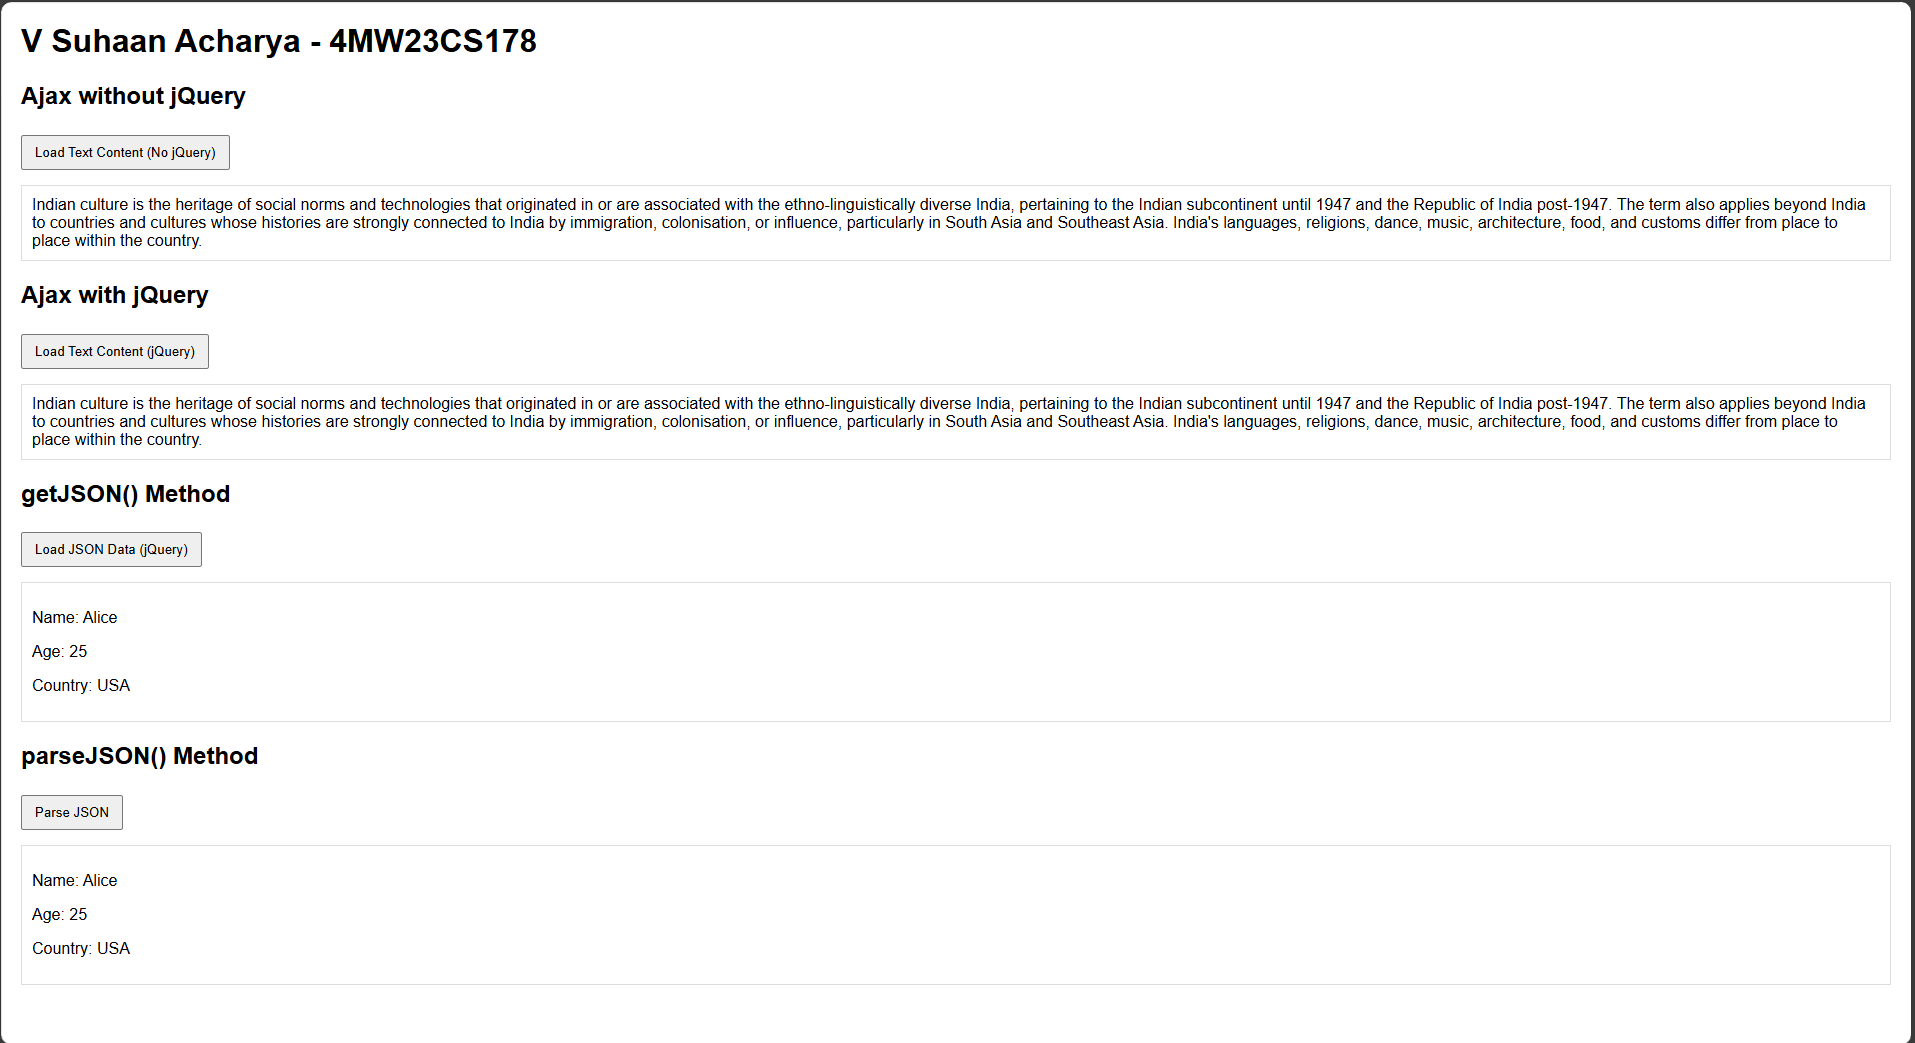 V Suhaan Acharya - 4MW23CS178
Ajax without jQuery
Load Text Content (No jQuery)
Indian culture is the heritage of social norms and technologies that originated in or are associated with the ethno-linguistically diverse India, pertaining to the Indian subcontinent until 1947 and the Republic of India post-1947. The term also applies beyond India
to countries and cultures whose histories are strongly connected to India by immigration, colonisation, or influence, particularly in South Asia and Southeast Asia. India's languages, religions, dance, music, architecture, food, and customs differ from place to
place within the country.
Ajax with jQuery
Load Text Content (jQuery)
Indian culture is the heritage of social norms and technologies that originated in or are associated with the ethno-linguistically diverse India, pertaining to the Indian subcontinent until 1947 and the Republic of India post-1947. The term also applies beyond India
to countries and cultures whose histories are strongly connected to India by immigration, colonisation, or influence, particularly in South Asia and Southeast Asia. India's languages, religions, dance, music, architecture, food, and customs differ from place to
place within the country.
getJSON() Method
Load JSON Data (jQuery)
Name: Alice
Age: 25
Country: USA
parseJSON() Method
Parse JSON
Name: Alice
Age: 25
Country: USA